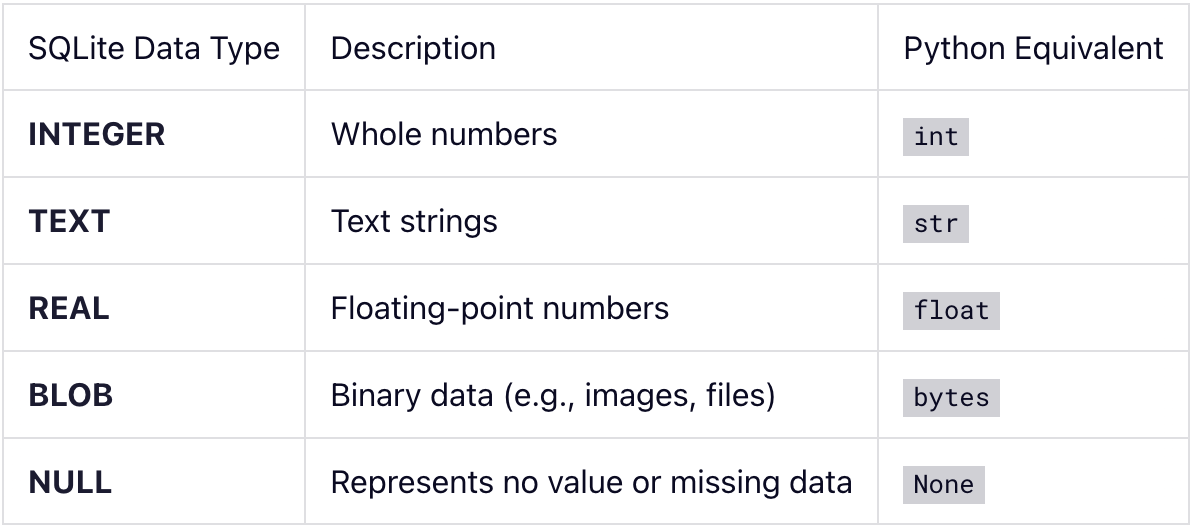 SQLite Data Type Description Python Equivalent
INTEGER Whole numbers int
TEXT Text strings str
REAL Floating-point numbers float
BLOB Binary data (e.g., images, files) bytes
NULL Represents no value or missing data None